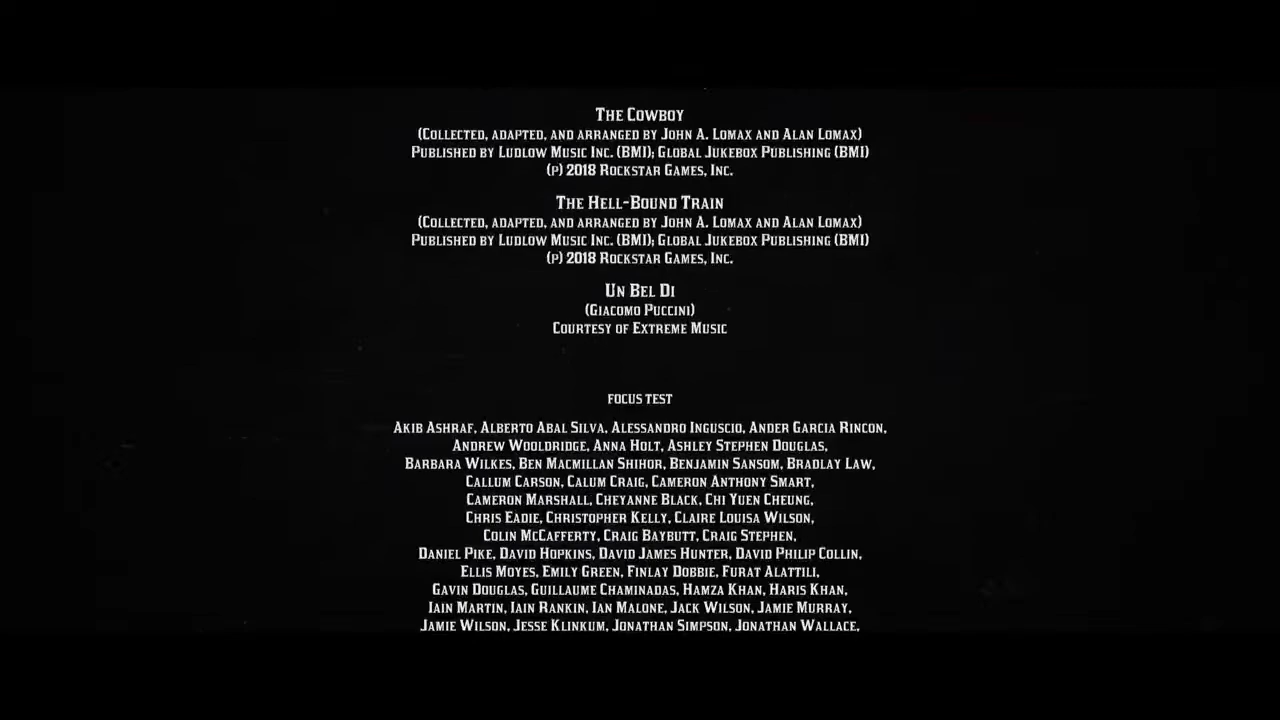 The Cowboy
(Collected, adapted, and arranged by John A. Lomax and Alan Lomax)
Published by Ludlow Music Inc. (BMI); Global Jukebox Publishing (BMI)
(P) 2018 Rockstar Games, Inc.
The Hell-Bound Train
(Collected, adapted, and arranged by John A. Lomax and Alan Lomax)
Published by Ludlow Music Inc. (BMI); Global Jukebox Publishing (BMI)
(P) 2018 Rockstar Games, Inc.
Un Bel Di
(Giacomo Puccini)
Courtesy of Extreme Music
FOCUS TEST
Akib Ashraf, Alberto Abal Silva, Alessandro Inguscio, Ander Garcia Rincon,
Andrew Wooldridge, Anna Holt, Ashley Stephen Douglas,
Barbara Wilkes, Ben Macmillan Shihor, Benjamin Sansom, Bradlay Law,
Callum Carson, Calum Craig, Cameron Anthony Smart,
Cameron Marshall, Cheyanne Black, Chi Yuen Cheung,
Chris Eadie, Christopher Kelly, Claire Louisa Wilson,
Colin McCafferty, Craig Baybutt, Craig Stephen,
Daniel Pike, David Hopkins, David James Hunter, David Philip Collin,
Ellis Moyes, Emily Green, Finlay Dobbie, Furat Alattili,
Gavin Douglas, Guillaume Chaminadas, Hamza Khan, Haris Khan,
Iain Martin, Iain Rankin, Ian Malone, Jack Wilson, Jamie Murray,
Jamie Wilson, Jesse Klinkum, Jonathan Simpson, Jonathan Wallace,